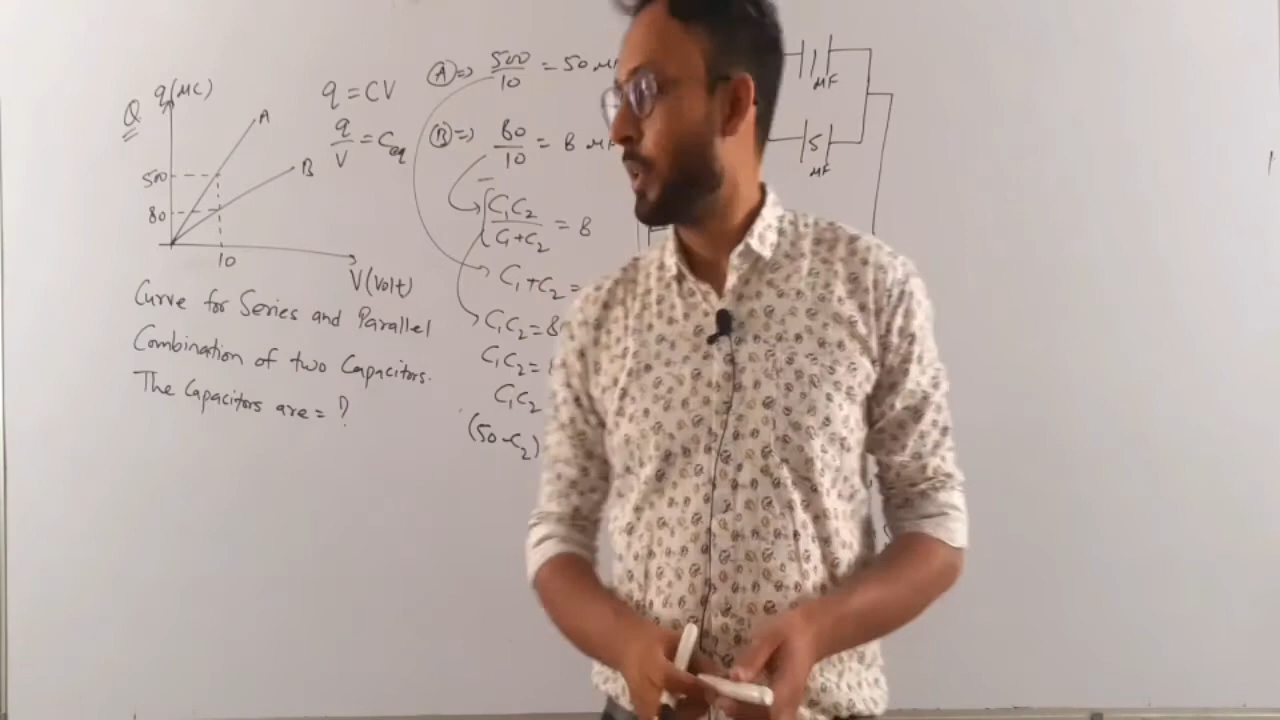 Q q(μC)
A
B
500
80
10
V(Volt)
Curve for Series and Parallel
Combination of two Capacitors.
The Capacitors are = ?
q = CV
q/V = Ceq
Ⓐ ⇒ 500/10 = 50 μ
Ⓑ ⇒ 80/10 = 8 μ
C₁C₂/C₁+C₂ = 8
C₁+C₂ =
C₁C₂ = 8
C₁C₂ =
C₁C₂
(50-C₂)
μF
5
μF